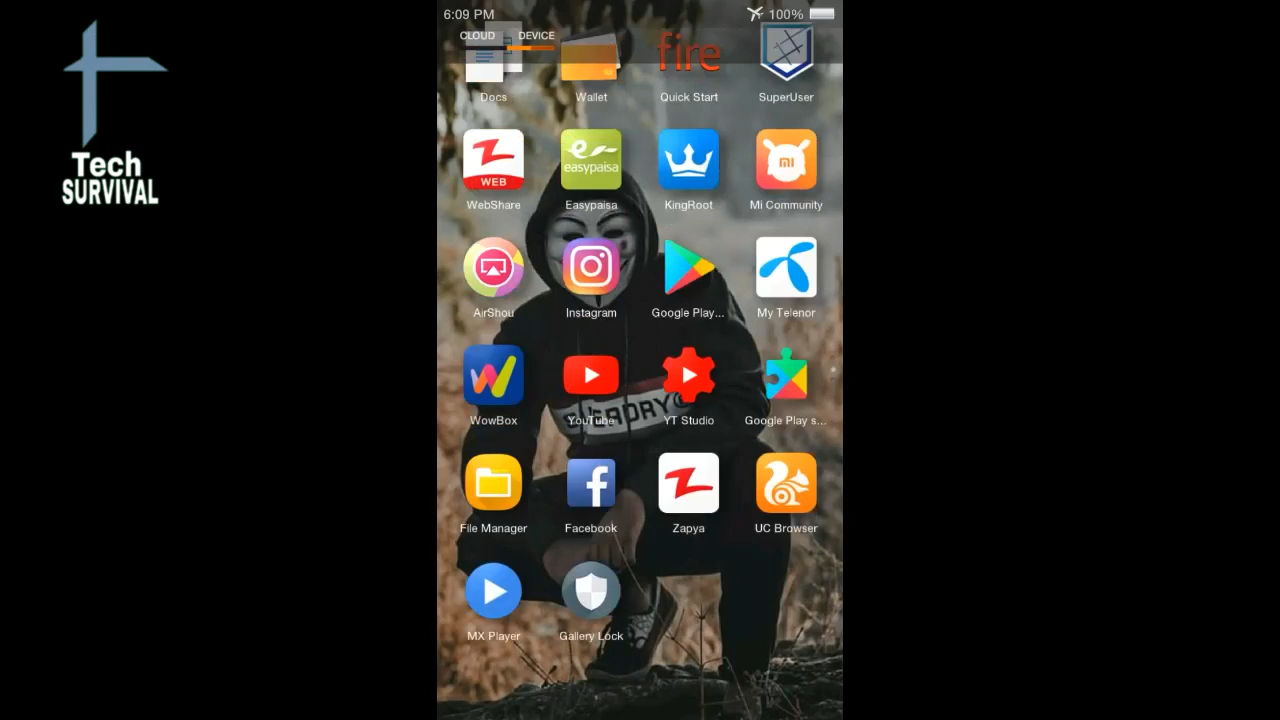 6:09 PM
100%
CLOUD DEVICE
fire
Docs Wallet Quick Start SuperUser
Tech
SURVIVAL
WEB
easypaisa
mi
WebShare Easypaisa KingRoot Mi Community
AirShou Instagram Google Play... My Telenor
WowBox YouTube YT Studio Google Play s...
File Manager Facebook Zapya UC Browser
MX Player Gallery Lock